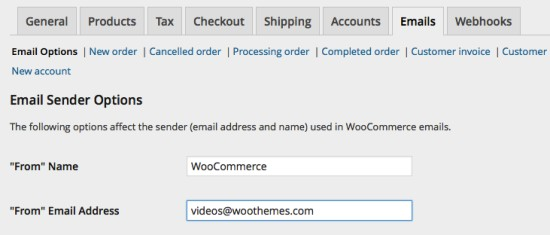 General Products Tax Checkout Shipping Accounts Emails Webhooks
Email Options | New order | Cancelled order | Processing order | Completed order | Customer invoice | Customer
New account
Email Sender Options
The following options affect the sender (email address and name) used in WooCommerce emails.
"From" Name WooCommerce
"From" Email Address videos@woothemes.com